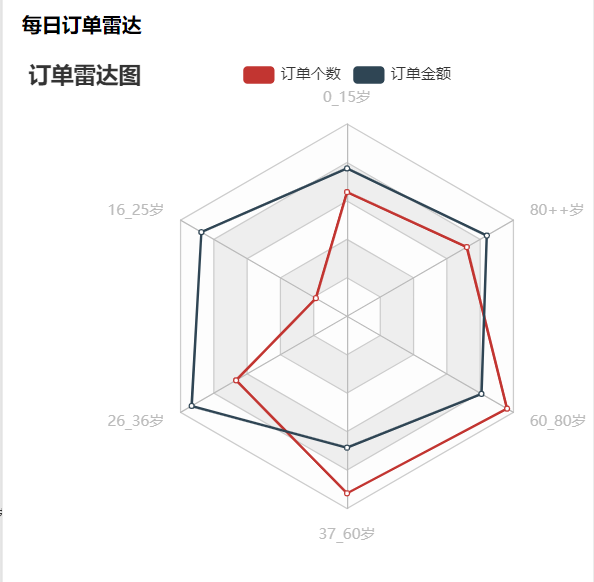 每日订单雷达
订单雷达图
订单个数 订单金额
0_15岁
16_25岁
80++岁
26_36岁
60_80岁
37_60岁